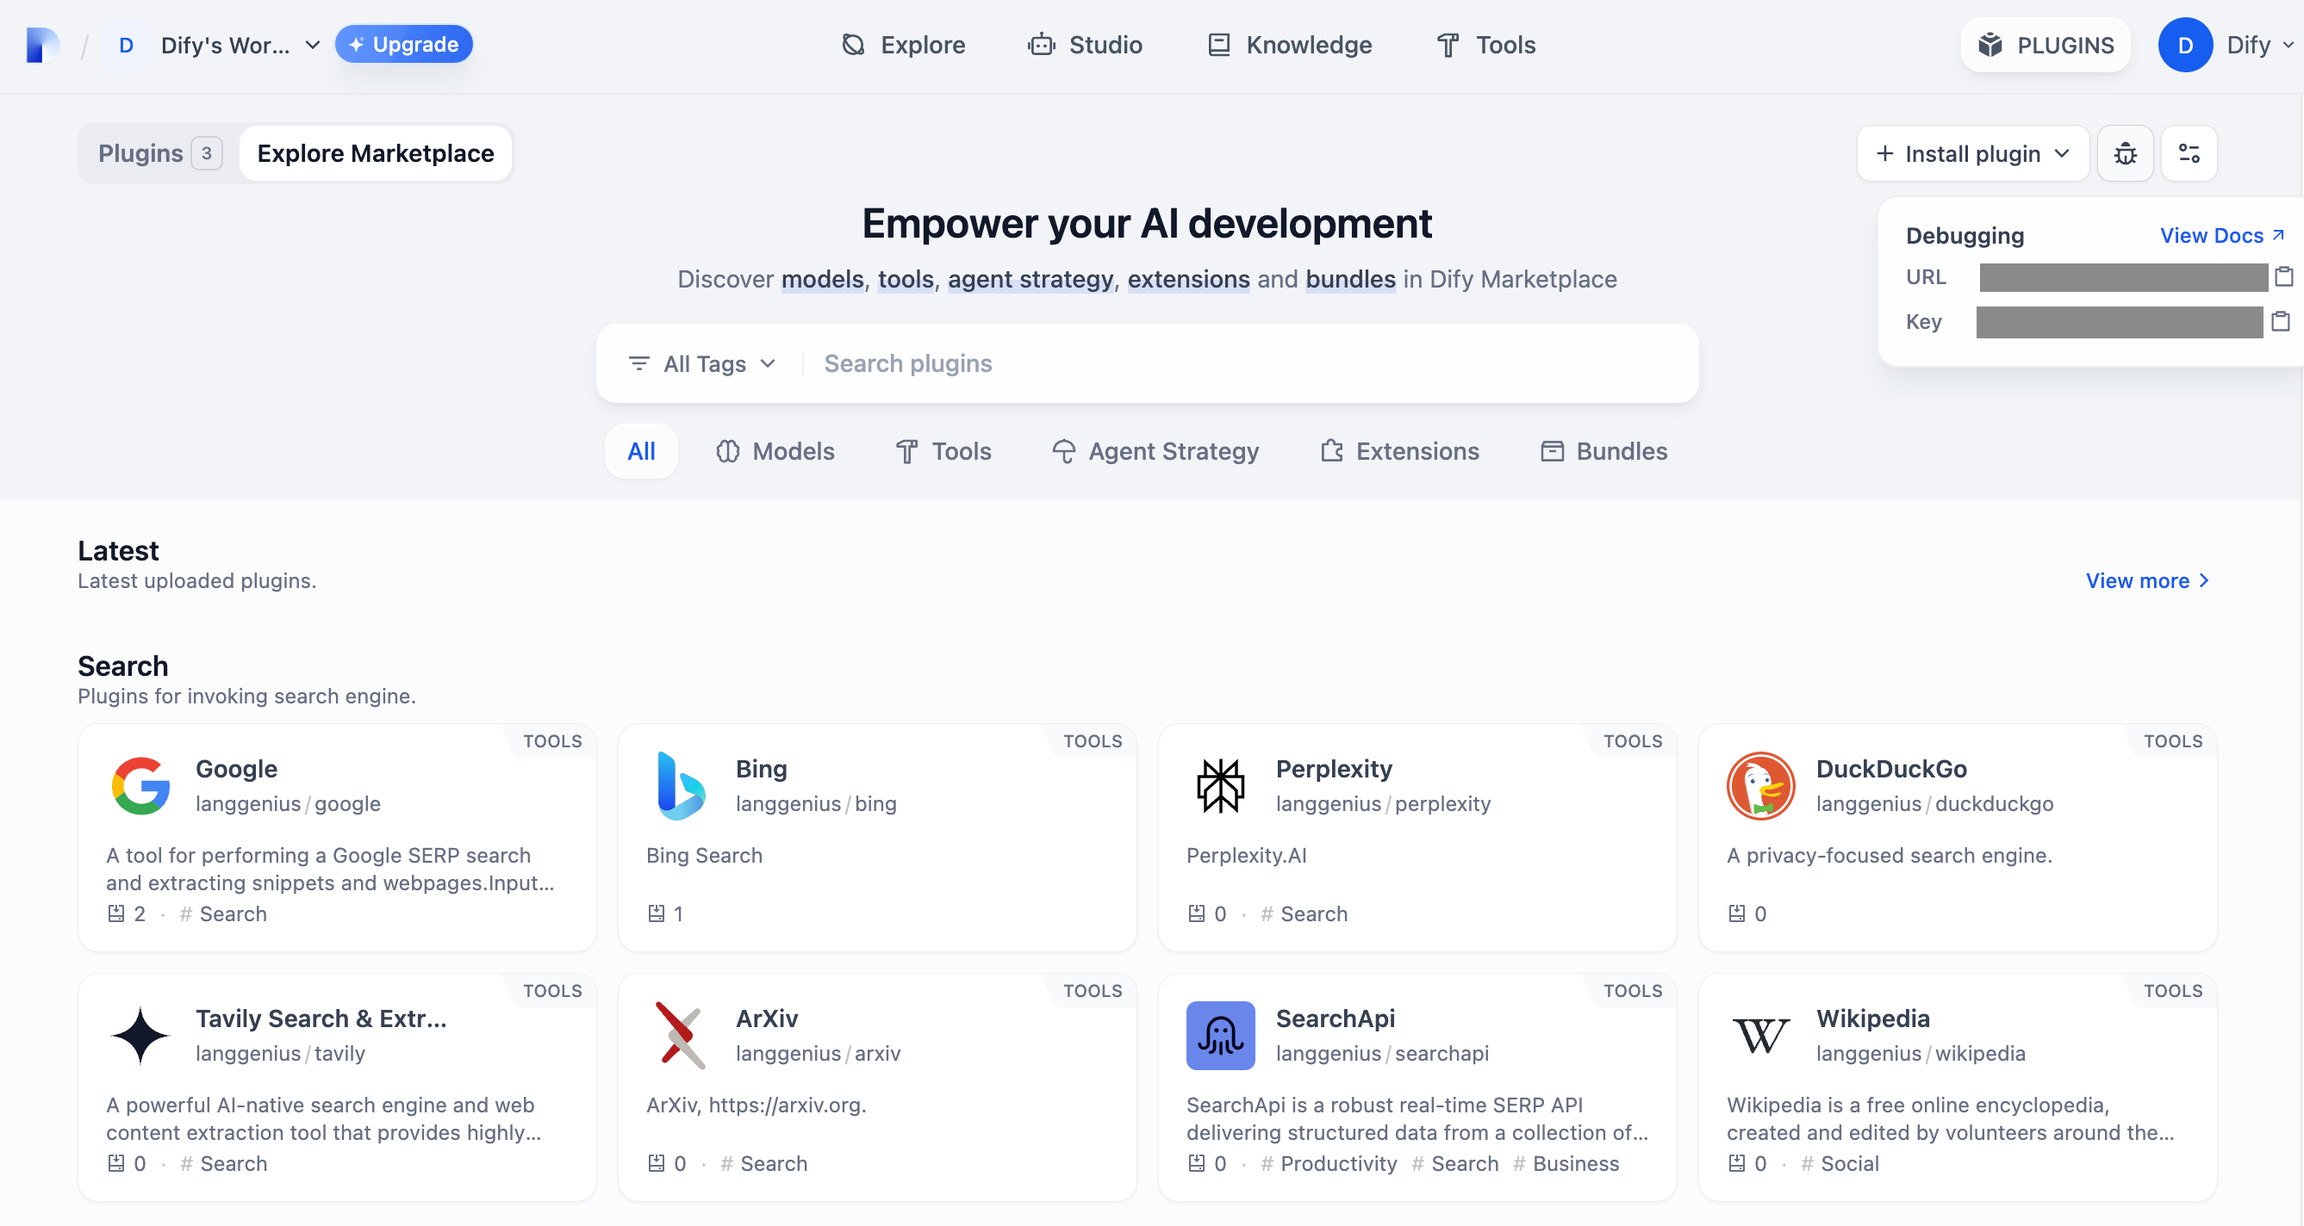 / D Dify's Wor... Upgrade
Explore Studio Knowledge Tools
PLUGINS D Dify
Plugins 3 Explore Marketplace
+ Install plugin
Empower your AI development
Discover models, tools, agent strategy, extensions and bundles in Dify Marketplace
Debugging View Docs
URL
Key
All Tags Search plugins
All Models Tools Agent Strategy Extensions Bundles
Latest
Latest uploaded plugins.
View more
Search
Plugins for invoking search engine.
TOOLS
Google
langgenius/google
A tool for performing a Google SERP search
and extracting snippets and webpages.Input...
2 · # Search
TOOLS
Bing
langgenius/bing
Bing Search
1
TOOLS
Perplexity
langgenius/perplexity
Perplexity.AI
0 · # Search
TOOLS
DuckDuckGo
langgenius/duckduckgo
A privacy-focused search engine.
0
TOOLS
Tavily Search & Extr...
langgenius/tavily
A powerful AI-native search engine and web
content extraction tool that provides highly...
0 · # Search
TOOLS
ArXiv
langgenius/arxiv
ArXiv, https://arxiv.org.
0 · # Search
TOOLS
SearchApi
langgenius/searchapi
SearchApi is a robust real-time SERP API
delivering structured data from a collection of...
0 · # Productivity # Search # Business
TOOLS
W
Wikipedia
langgenius/wikipedia
Wikipedia is a free online encyclopedia,
created and edited by volunteers around the...
0 · # Social